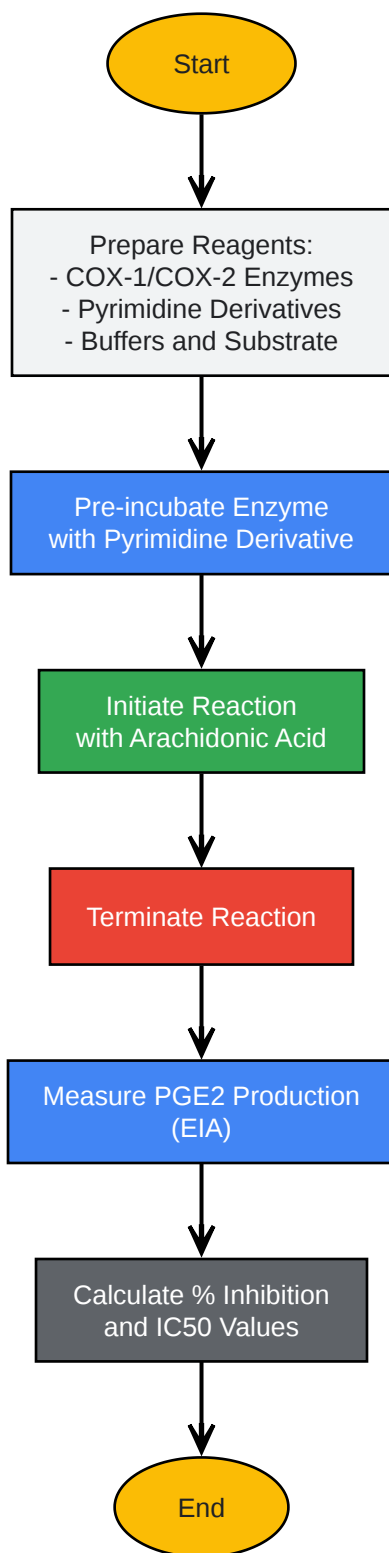 Start
Prepare Reagents:
- COX-1/COX-2 Enzymes
- Pyrimidine Derivatives
- Buffers and Substrate
Pre-incubate Enzyme
with Pyrimidine Derivative
Initiate Reaction
with Arachidonic Acid
Terminate Reaction
Measure PGE2 Production
(EIA)
Calculate % Inhibition
and IC50 Values
End